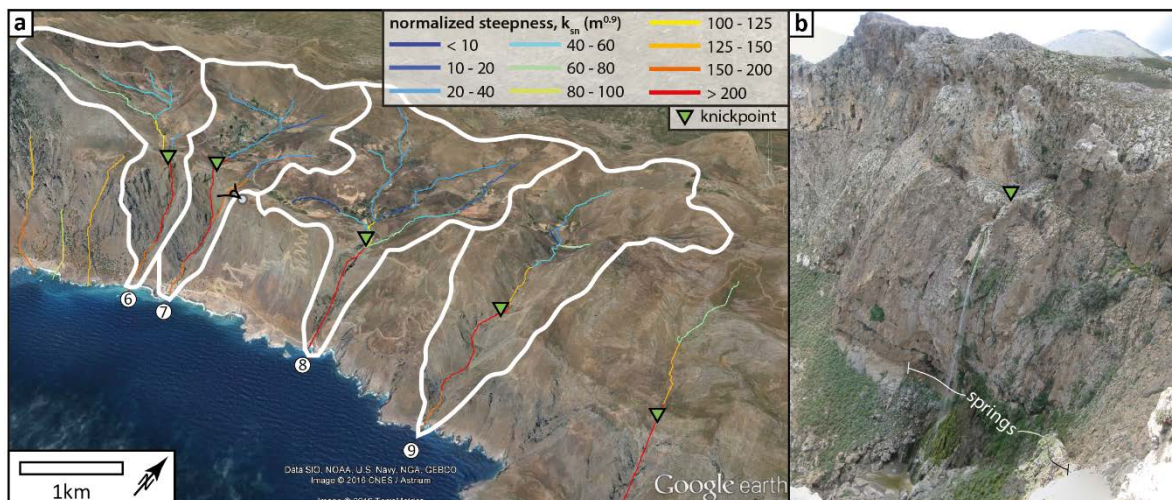 a
normalized steepness, ksn (m0.9)
< 10
10 - 20
20 - 40
40 - 60
60 - 80
80 - 100
100 - 125
125 - 150
150 - 200
> 200
knickpoint
6
7
8
9
1km
Data SIO, NOAA, U.S. Navy, NGA, GEBCO
Image © 2016 CNES / Astrium
Google earth
b
springs